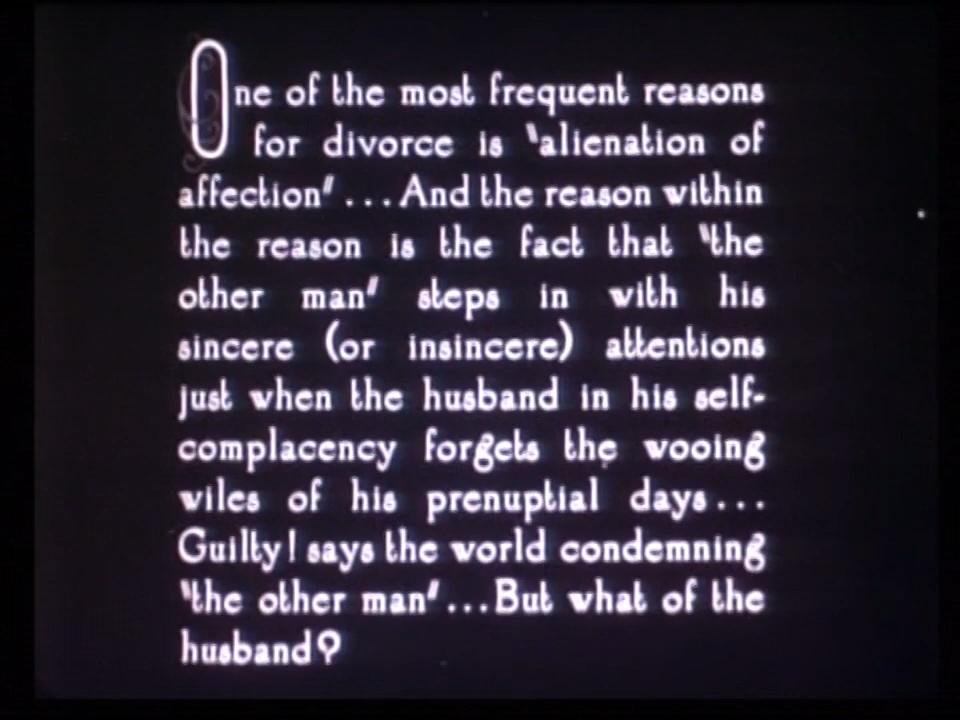 One of the most frequent reasons
for divorce is "alienation of
affection" ... And the reason within
the reason is the fact that "the
other man" steps in with his
sincere (or insincere) attentions
just when the husband in his self-
complacency forgets the wooing
wiles of his prenuptial days...
Guilty! says the world condemning
"the other man"...But what of the
husband?